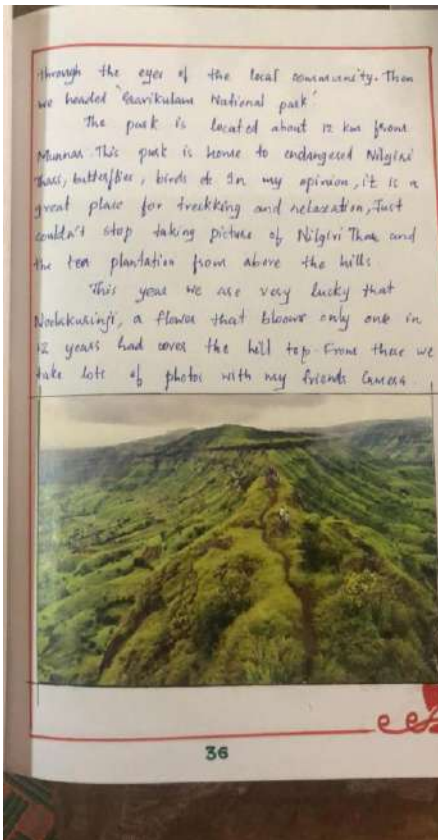 through the eyes of the local community. Then
we headed 'Earavikulam National park'
The park is located about 12 km from
Munnar. This park is home to endangered Nilgiri
Thars, butterflies, birds etc In my opinion, it is a
great place for treckking and relaxation, Just
couldn't stop taking picture of Nilgiri Thar and
the tea plantation from above the hills
This year we are very lucky that
Neelakurinji, a flower that blooms only one in
12 years had cover the hill top. From there we
take lots of photos with my friends Camera.
36